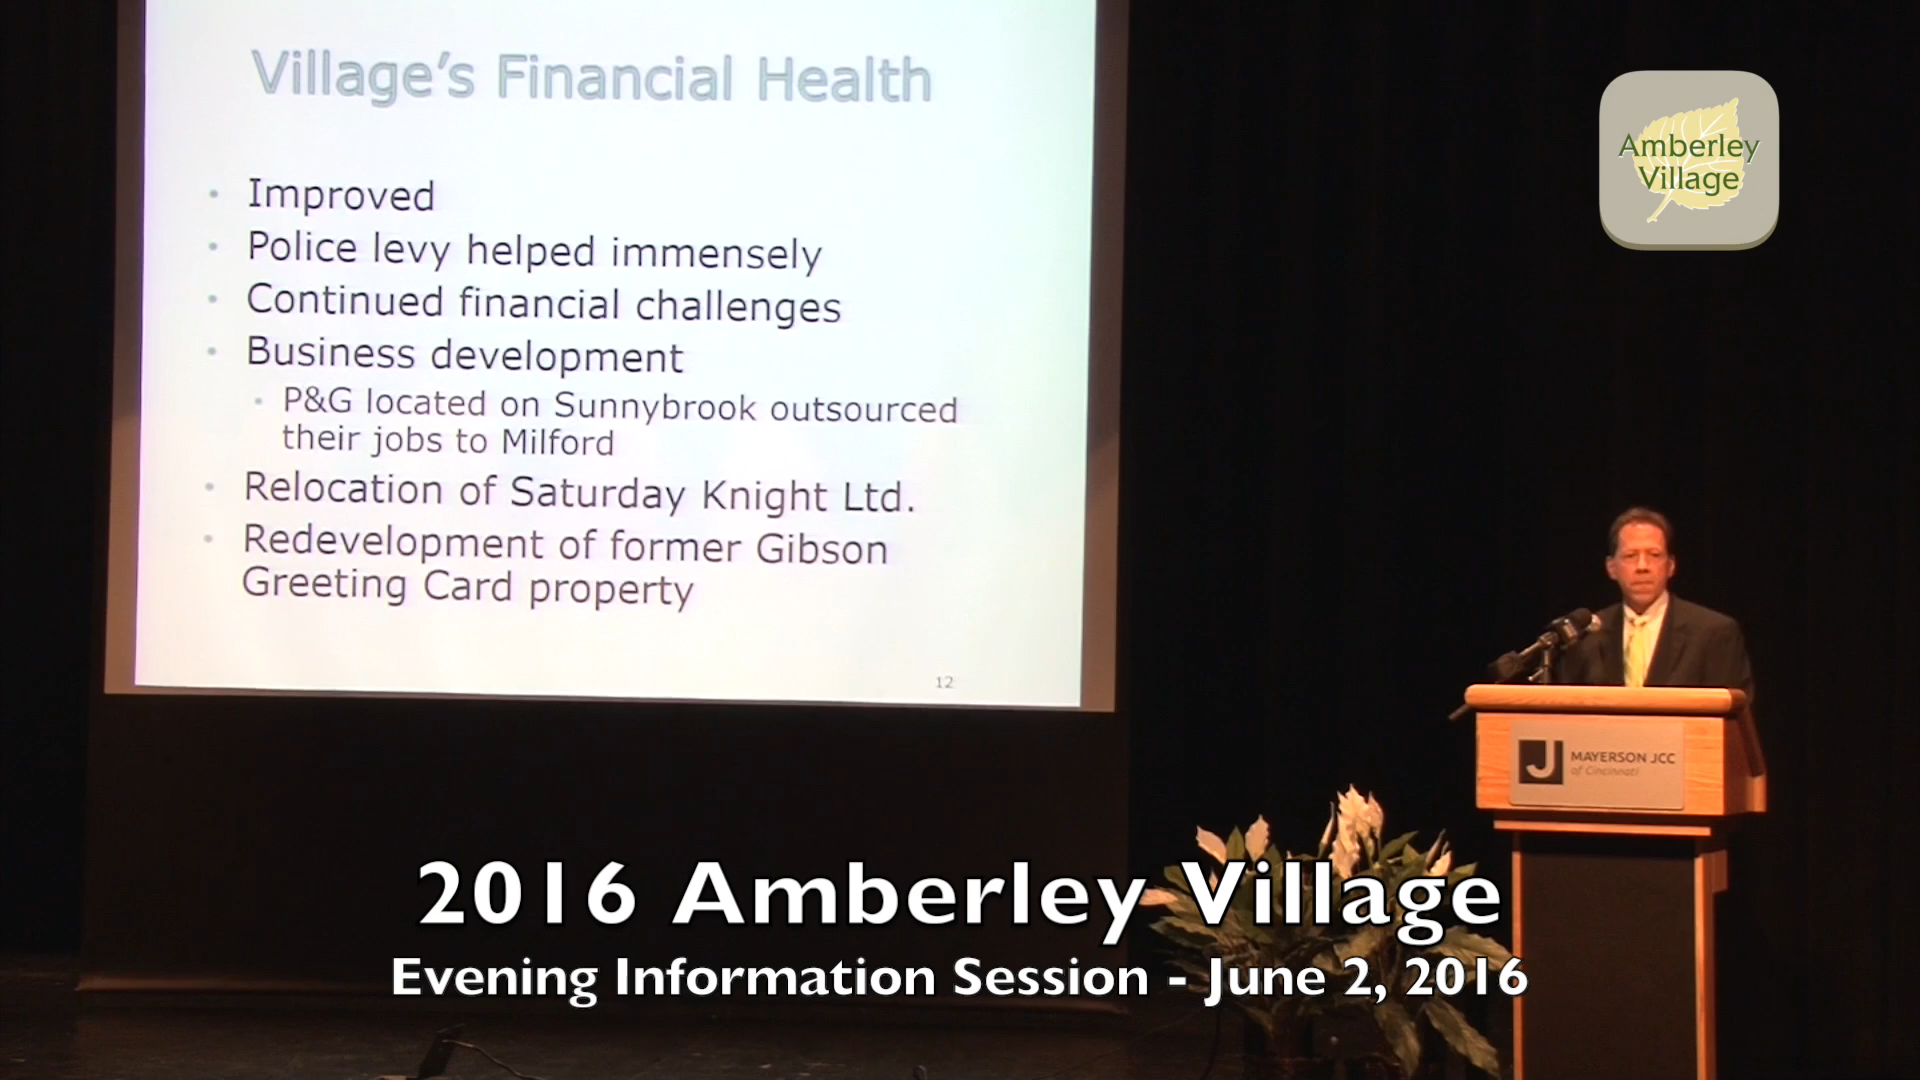 Village's Financial Health
• Improved
• Police levy helped immensely
• Continued financial challenges
• Business development
• P&G located on Sunnybrook outsourced
their jobs to Milford
• Relocation of Saturday Knight Ltd.
• Redevelopment of former Gibson
Greeting Card property
12
Amberley
Village
J
MAYERSON JCC
of Cincinnati
2016 Amberley Village
Evening Information Session - June 2, 2016